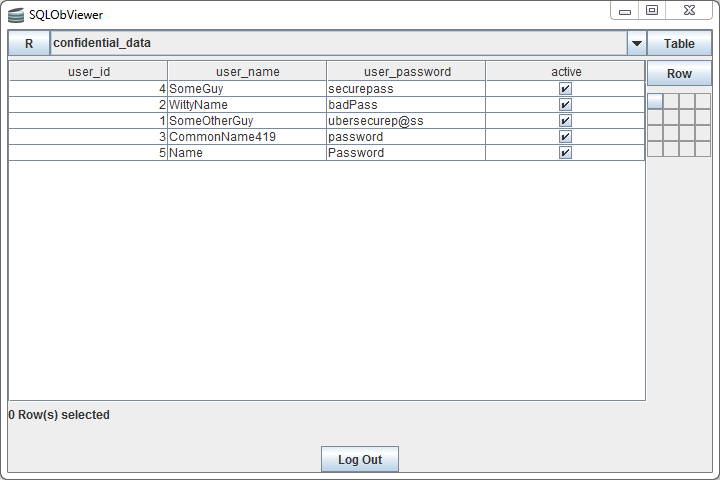 SQLObViewer
R confidential_data Table
user_id user_name user_password active Row
4 SomeGuy securepass
2 WittyName badPass
1 SomeOtherGuy ubersecurep@ss
3 CommonName419 password
5 Name Password
0 Row(s) selected
Log Out